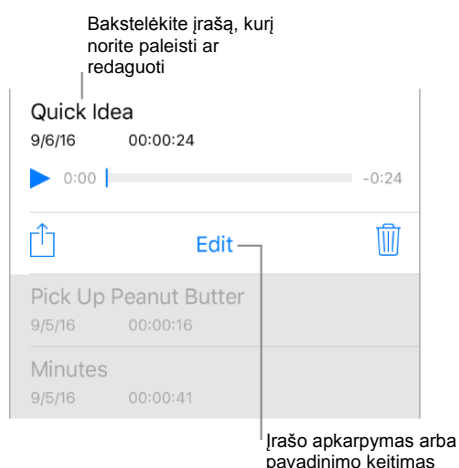 Bakstelėkite įrašą, kurį
norite paleisti ar
redaguoti
Quick Idea
9/6/16 00:00:24
0:00 -0:24
Edit
Pick Up Peanut Butter
9/5/16 00:00:16
Minutes
9/5/16 00:00:41
Įrašo apkarpymas arba
pavadinimo keitimas